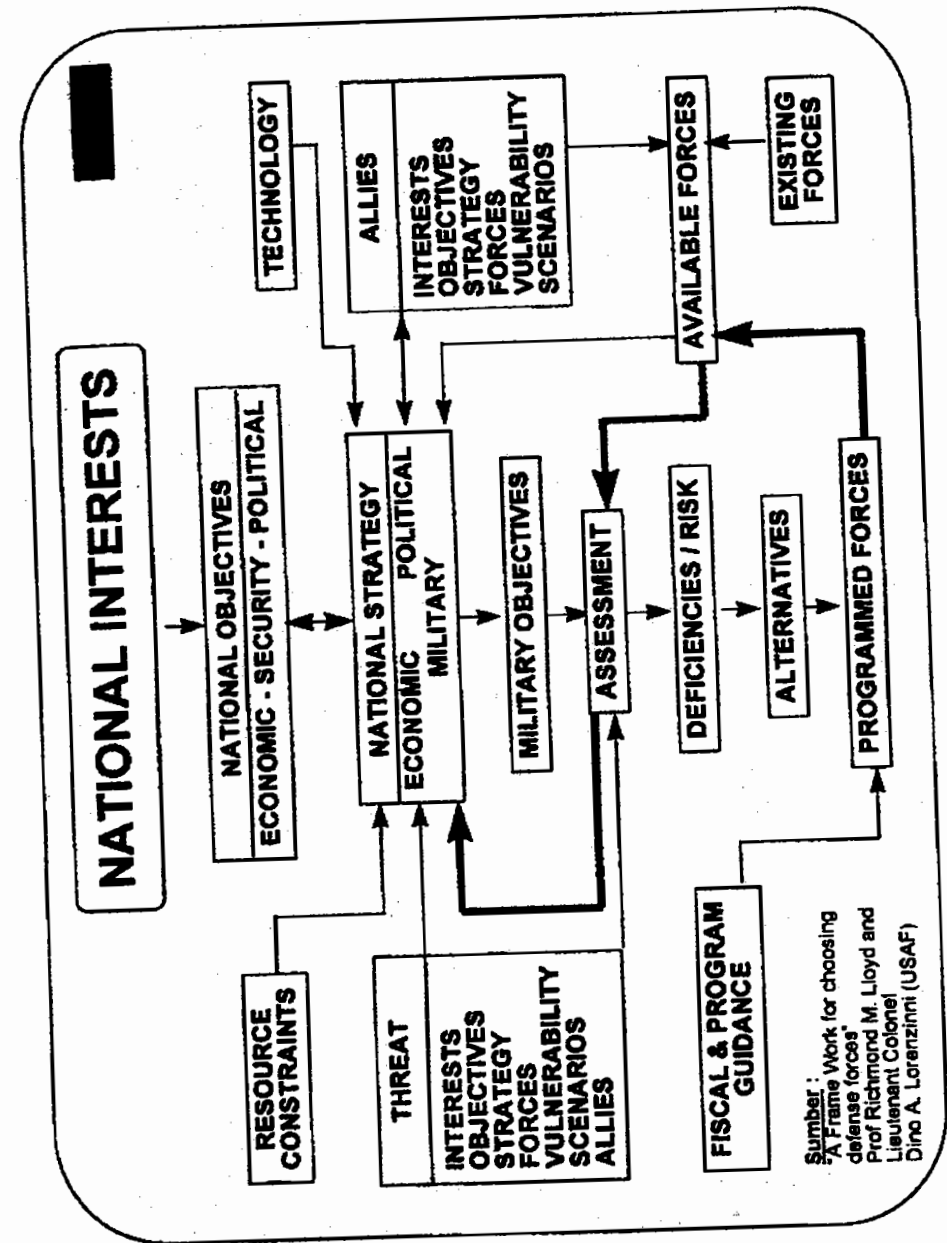 NATIONAL INTERESTS
NATIONAL OBJECTIVES
ECONOMIC - SECURITY - POLITICAL
RESOURCE
CONSTRAINTS
TECHNOLOGY
NATIONAL STRATEGY
ECONOMIC POLITICAL
MILITARY
THREAT
INTERESTS
OBJECTIVES
STRATEGY
FORCES
VULNERABILITY
SCENARIOS
ALLIES
ALLIES
INTERESTS
OBJECTIVES
STRATEGY
FORCES
VULNERABILITY
SCENARIOS
MILITARY OBJECTIVES
ASSESSMENT
DEFICIENCIES / RISK
ALTERNATIVES
PROGRAMMED FORCES
AVAILABLE FORCES
EXISTING
FORCES
FISCAL & PROGRAM
GUIDANCE
Sumber :
"A Frame Work for choosing
defense forces"
Prof Richmond M. Lloyd and
Lieutenant Colonel
Dino A. Lorenzinni (USAF)